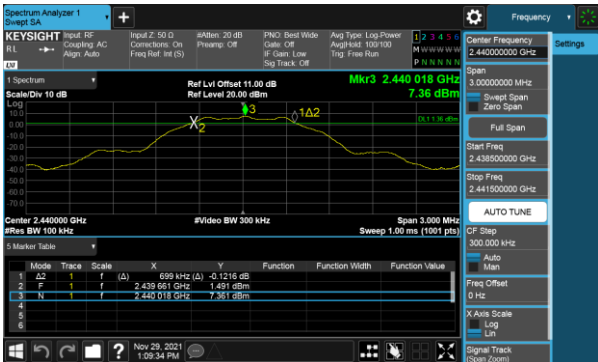 Spectrum Analyzer 1
Swept SA
+
Frequency
KEYSIGHT
RL
Input: RF
Coupling: AC
Align: Auto
Input Z: 50 Ω
Corrections: On
Freq Ref: Int (S)
#Atten: 20 dB
Preamp: Off
PNO: Best Wide
Gate: Off
IF Gain: Low
Sig Track: Off
Avg Type: Log-Power
Avg|Hold: 100/100
Trig: Free Run
1 2 3 4 5 6
M W W W W W
P N N N N N
LXI
1 Spectrum
Scale/Div 10 dB
Ref Lvl Offset 11.00 dB
Ref Level 20.00 dBm
Mkr3 2.440 018 GHz
7.36 dBm
Log
10.0
0.00
-10.0
-20.0
-30.0
-40.0
-50.0
-60.0
-70.0
X2
3
1Δ2
DL1 1.36 dBm
Center 2.440000 GHz
#Res BW 100 kHz
#Video BW 300 kHz
Span 3.000 MHz
Sweep 1.00 ms (1001 pts)
5 Marker Table
Mode Trace Scale X Y Function Function Width Function Value
1 Δ2 1 f (Δ) 699 kHz (Δ) -0.1216 dB
2 F 1 f 2.439 661 GHz 1.491 dBm
3 N 1 f 2.440 018 GHz 7.361 dBm
4
5
6
?
Nov 29, 2021
1:09:34 PM
Center Frequency
2.440000000 GHz
Settings
Span
3.00000000 MHz
Swept Span
Zero Span
Full Span
Start Freq
2.438500000 GHz
Stop Freq
2.441500000 GHz
AUTO TUNE
CF Step
300.000 kHz
Auto
Man
Freq Offset
0 Hz
X Axis Scale
Log
Lin
Signal Track
(Span Zoom)